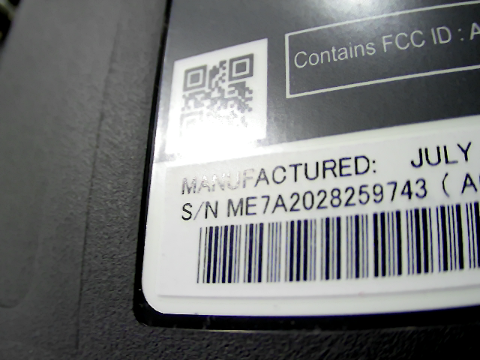 Contains FCC ID : A
MANUFACTURED: JULY
S/N ME7A2028259743 ( A